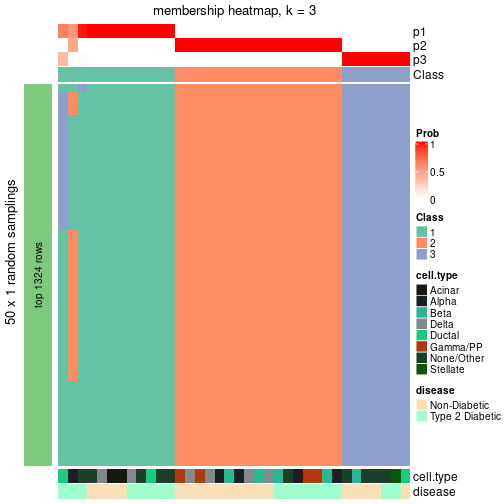 membership heatmap, k = 3
p1
p2
p3
Class
50 x 1 random samplings
top 1324 rows
Prob
1
0.5
0
Class
1
2
3
cell.type
Acinar
Alpha
Beta
Delta
Ductal
Gamma/PP
None/Other
Stellate
disease
Non-Diabetic
Type 2 Diabetic
cell.type
disease